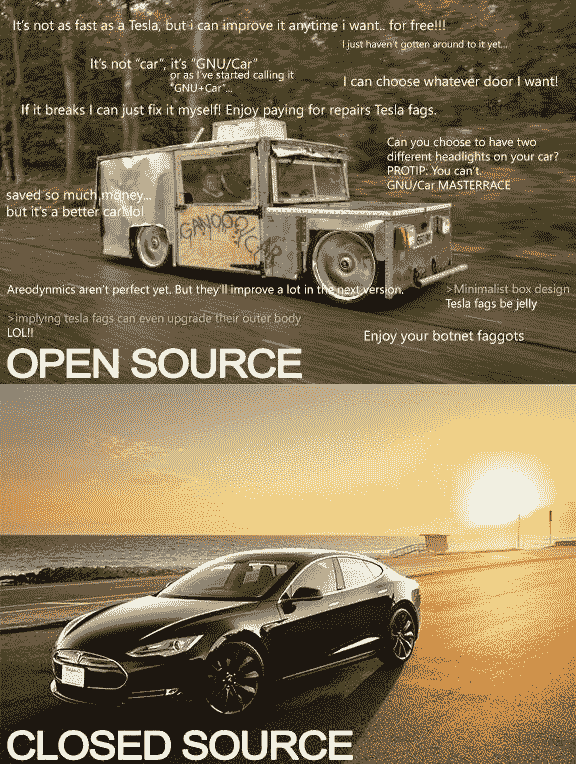 It's not as fast as a Tesla, but i can improve it anytime i want.. for free!!!
I just haven't gotten around to it yet...
It's not "car", it's "GNU/Car"
or as I've started calling it
"GNU+Car"...
I can choose whatever door I want!
If it breaks I can just fix it myself! Enjoy paying for repairs Tesla fags.
Can you choose to have two
different headlights on your car?
PROTIP: You can't.
GNU/Car MASTERRACE
saved so much money...
but it's a better car! lol
Areodynmics aren't perfect yet. But they'll improve a lot in the next version.
>Minimalist box design
Tesla fags be jelly
>implying tesla fags can even upgrade their outer body
LOL!!
Enjoy your botnet faggots
OPEN SOURCE
CLOSED SOURCE